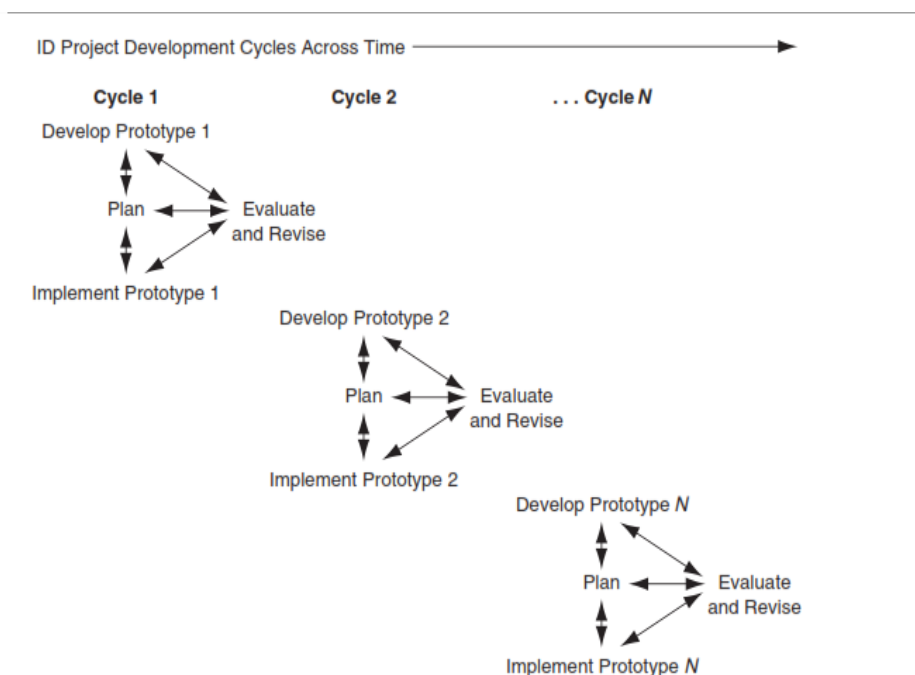 ID Project Development Cycles Across Time
Cycle 1
Cycle 2
. . . Cycle N
Develop Prototype 1
Plan
Evaluate
and Revise
Implement Prototype 1
Develop Prototype 2
Plan
Evaluate
and Revise
Implement Prototype 2
Develop Prototype N
Plan
Evaluate
and Revise
Implement Prototype N